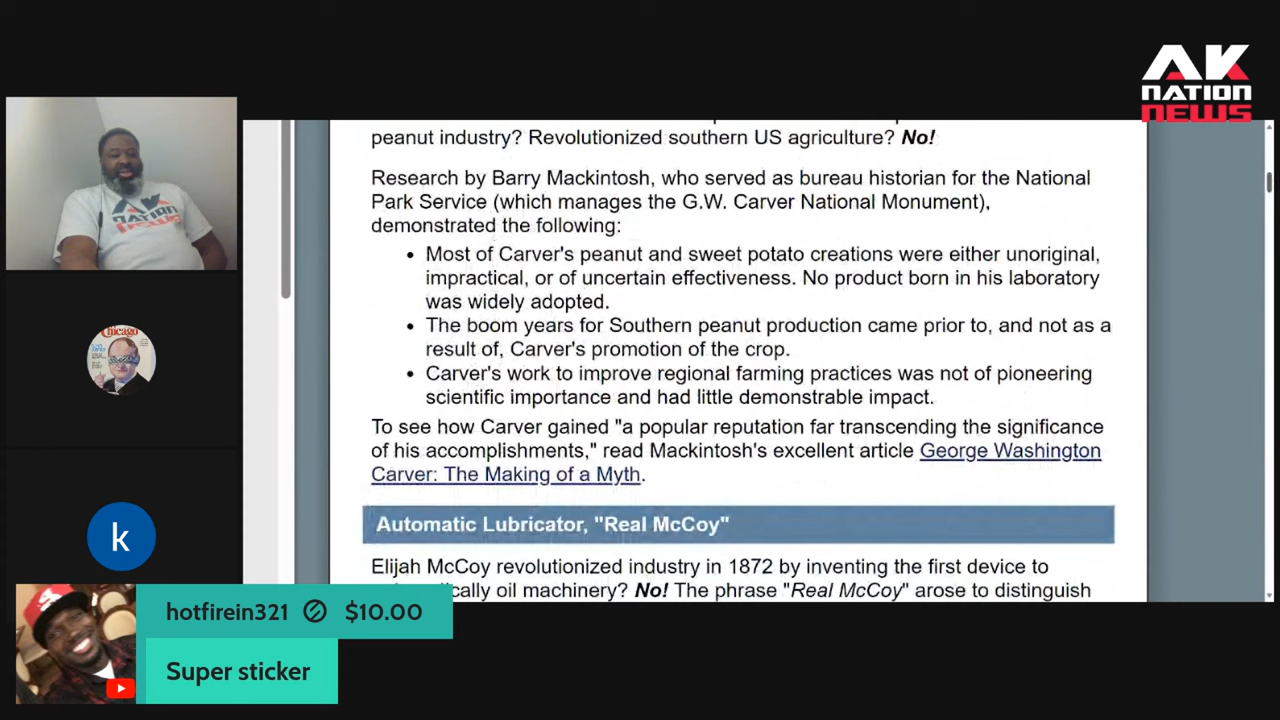 AK
NATION
NEWS
peanut industry? Revolutionized southern US agriculture? No!
Research by Barry Mackintosh, who served as bureau historian for the National
Park Service (which manages the G.W. Carver National Monument),
demonstrated the following:
• Most of Carver's peanut and sweet potato creations were either unoriginal,
impractical, or of uncertain effectiveness. No product born in his laboratory
was widely adopted.
• The boom years for Southern peanut production came prior to, and not as a
result of, Carver's promotion of the crop.
• Carver's work to improve regional farming practices was not of pioneering
scientific importance and had little demonstrable impact.
To see how Carver gained "a popular reputation far transcending the significance
of his accomplishments," read Mackintosh's excellent article George Washington
Carver: The Making of a Myth.
Automatic Lubricator, "Real McCoy"
Elijah McCoy revolutionized industry in 1872 by inventing the first device to
cally oil machinery? No! The phrase "Real McCoy" arose to distinguish
NATION
Chicago
k
hotfirein321 $10.00
Super sticker